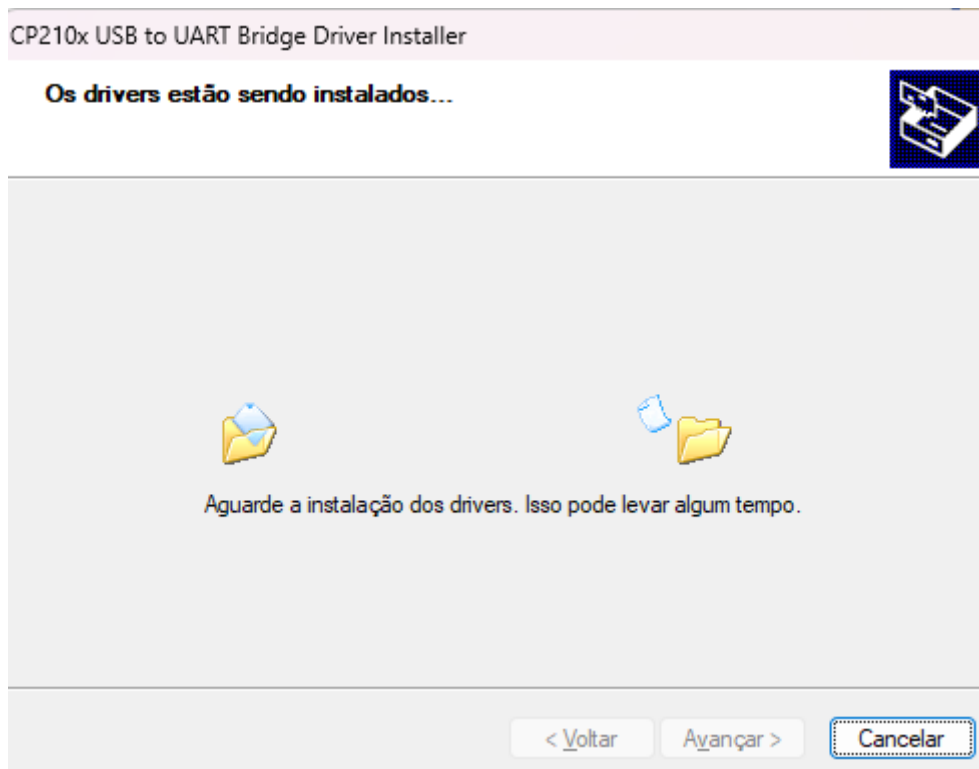 CP210x USB to UART Bridge Driver Installer
Os drivers estão sendo instalados...
Aguarde a instalação dos drivers. Isso pode levar algum tempo.
< Voltar
Avançar >
Cancelar